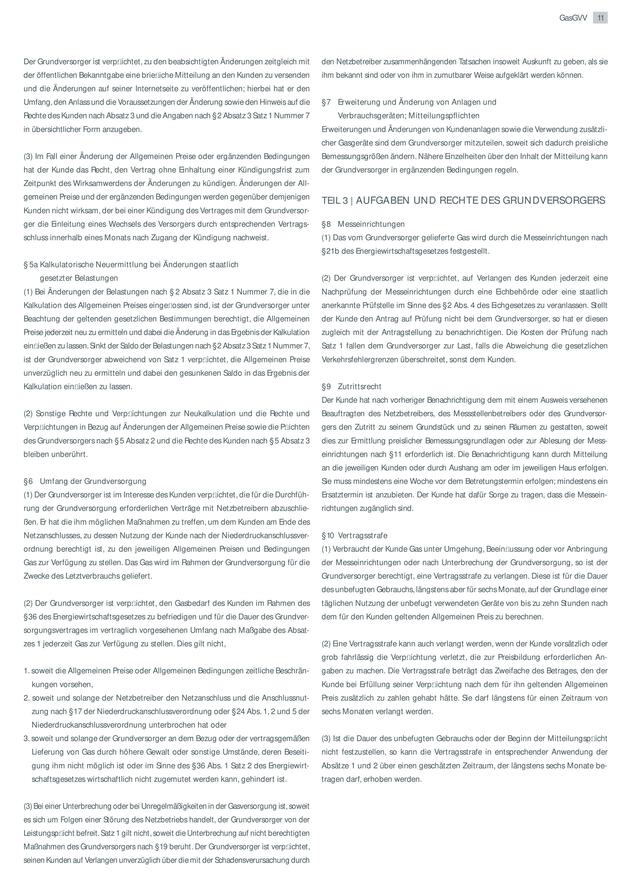 GasGVV 11
Der Grundversorger ist verpflichtet, zu den beabsichtigten Änderungen zeitgleich mit
der öffentlichen Bekanntgabe eine briefliche Mitteilung an den Kunden zu versenden
und die Änderungen auf seiner Internetseite zu veröffentlichen; hierbei hat er den
Umfang, den Anlass und die Voraussetzungen der Änderung sowie den Hinweis auf die
Rechte des Kunden nach Absatz 3 und die Angaben nach § 2 Absatz 3 Satz 1 Nummer 7
in übersichtlicher Form anzugeben.
(3) Im Fall einer Änderung der Allgemeinen Preise oder ergänzenden Bedingungen
hat der Kunde das Recht, den Vertrag ohne Einhaltung einer Kündigungsfrist zum
Zeitpunkt des Wirksamwerdens der Änderungen zu kündigen. Änderungen der All-
gemeinen Preise und der ergänzenden Bedingungen werden gegenüber demjenigen
Kunden nicht wirksam, der bei einer Kündigung des Vertrages mit dem Grundversor-
ger die Einleitung eines Wechsels des Versorgers durch entsprechenden Vertrags-
schluss innerhalb eines Monats nach Zugang der Kündigung nachweist.
§ 5a Kalkulatorische Neuermittlung bei Änderungen staatlich
gesetzter Belastungen
(1) Bei Änderungen der Belastungen nach § 2 Absatz 3 Satz 1 Nummer 7, die in die
Kalkulation des Allgemeinen Preises eingeflossen sind, ist der Grundversorger unter
Beachtung der geltenden gesetzlichen Bestimmungen berechtigt, die Allgemeinen
Preise jederzeit neu zu ermitteln und dabei die Änderung in das Ergebnis der Kalkulation
einfließen zu lassen. Sinkt der Saldo der Belastungen nach § 2 Absatz 3 Satz 1 Nummer 7,
ist der Grundversorger abweichend von Satz 1 verpflichtet, die Allgemeinen Preise
unverzüglich neu zu ermitteln und dabei den gesunkenen Saldo in das Ergebnis der
Kalkulation einfließen zu lassen.
(2) Sonstige Rechte und Verpflichtungen zur Neukalkulation und die Rechte und
Verpflichtungen in Bezug auf Änderungen der Allgemeinen Preise sowie die Pflichten
des Grundversorgers nach § 5 Absatz 2 und die Rechte des Kunden nach § 5 Absatz 3
bleiben unberührt.
§ 6 Umfang der Grundversorgung
(1) Der Grundversorger ist im Interesse des Kunden verpflichtet, die für die Durchfüh-
rung der Grundversorgung erforderlichen Verträge mit Netzbetreibern abzuschlie-
ßen. Er hat die ihm möglichen Maßnahmen zu treffen, um dem Kunden am Ende des
Netzanschlusses, zu dessen Nutzung der Kunde nach der Niederdruckanschlussver-
ordnung berechtigt ist, zu den jeweiligen Allgemeinen Preisen und Bedingungen
Gas zur Verfügung zu stellen. Das Gas wird im Rahmen der Grundversorgung für die
Zwecke des Letztverbrauchs geliefert.
(2) Der Grundversorger ist verpflichtet, den Gasbedarf des Kunden im Rahmen des
§ 36 des Energiewirtschaftsgesetzes zu befriedigen und für die Dauer des Grundver-
sorgungsvertrages im vertraglich vorgesehenen Umfang nach Maßgabe des Absat-
zes 1 jederzeit Gas zur Verfügung zu stellen. Dies gilt nicht,
1. soweit die Allgemeinen Preise oder Allgemeinen Bedingungen zeitliche Beschrän-
kungen vorsehen,
2. soweit und solange der Netzbetreiber den Netzanschluss und die Anschlussnut-
zung nach § 17 der Niederdruckanschlussverordnung oder § 24 Abs. 1, 2 und 5 der
Niederdruckanschlussverordnung unterbrochen hat oder
3. soweit und solange der Grundversorger an dem Bezug oder der vertragsgemäßen
Lieferung von Gas durch höhere Gewalt oder sonstige Umstände, deren Beseiti-
gung ihm nicht möglich ist oder im Sinne des § 36 Abs. 1 Satz 2 des Energiewirt-
schaftsgesetzes wirtschaftlich nicht zugemutet werden kann, gehindert ist.
(3) Bei einer Unterbrechung oder bei Unregelmäßigkeiten in der Gasversorgung ist, soweit
es sich um Folgen einer Störung des Netzbetriebs handelt, der Grundversorger von der
Leistungspflicht befreit. Satz 1 gilt nicht, soweit die Unterbrechung auf nicht berechtigten
Maßnahmen des Grundversorgers nach § 19 beruht. Der Grundversorger ist verpflichtet,
seinen Kunden auf Verlangen unverzüglich über die mit der Schadensverursachung durch
den Netzbetreiber zusammenhängenden Tatsachen insoweit Auskunft zu geben, als sie
ihm bekannt sind oder von ihm in zumutbarer Weise aufgeklärt werden können.
§ 7 Erweiterung und Änderung von Anlagen und
Verbrauchsgeräten; Mitteilungspflichten
Erweiterungen und Änderungen von Kundenanlagen sowie die Verwendung zusätzli-
cher Gasgeräte sind dem Grundversorger mitzuteilen, soweit sich dadurch preisliche
Bemessungsgrößen ändern. Nähere Einzelheiten über den Inhalt der Mitteilung kann
der Grundversorger in ergänzenden Bedingungen regeln.
TEIL 3 | AUFGABEN UND RECHTE DES GRUNDVERSORGERS
§ 8 Messeinrichtungen
(1) Das vom Grundversorger gelieferte Gas wird durch die Messeinrichtungen nach
§ 21b des Energiewirtschaftsgesetzes festgestellt.
(2) Der Grundversorger ist verpflichtet, auf Verlangen des Kunden jederzeit eine
Nachprüfung der Messeinrichtungen durch eine Eichbehörde oder eine staatlich
anerkannte Prüfstelle im Sinne des § 2 Abs. 4 des Eichgesetzes zu veranlassen. Stellt
der Kunde den Antrag auf Prüfung nicht bei dem Grundversorger, so hat er diesen
zugleich mit der Antragstellung zu benachrichtigen. Die Kosten der Prüfung nach
Satz 1 fallen dem Grundversorger zur Last, falls die Abweichung die gesetzlichen
Verkehrsfehlergrenzen überschreitet, sonst dem Kunden.
§ 9 Zutrittsrecht
Der Kunde hat nach vorheriger Benachrichtigung dem mit einem Ausweis versehenen
Beauftragten des Netzbetreibers, des Messstellenbetreibers oder des Grundversor-
gers den Zutritt zu seinem Grundstück und zu seinen Räumen zu gestatten, soweit
dies zur Ermittlung preislicher Bemessungsgrundlagen oder zur Ablesung der Mess-
einrichtungen nach § 11 erforderlich ist. Die Benachrichtigung kann durch Mitteilung
an die jeweiligen Kunden oder durch Aushang am oder im jeweiligen Haus erfolgen.
Sie muss mindestens eine Woche vor dem Betretungstermin erfolgen; mindestens ein
Ersatztermin ist anzubieten. Der Kunde hat dafür Sorge zu tragen, dass die Messein-
richtungen zugänglich sind.
§ 10 Vertragsstrafe
(1) Verbraucht der Kunde Gas unter Umgehung, Beeinflussung oder vor Anbringung
der Messeinrichtungen oder nach Unterbrechung der Grundversorgung, so ist der
Grundversorger berechtigt, eine Vertragsstrafe zu verlangen. Diese ist für die Dauer
des unbefugten Gebrauchs, längstens aber für sechs Monate, auf der Grundlage einer
täglichen Nutzung der unbefugt verwendeten Geräte von bis zu zehn Stunden nach
dem für den Kunden geltenden Allgemeinen Preis zu berechnen.
(2) Eine Vertragsstrafe kann auch verlangt werden, wenn der Kunde vorsätzlich oder
grob fahrlässig die Verpflichtung verletzt, die zur Preisbildung erforderlichen An-
gaben zu machen. Die Vertragsstrafe beträgt das Zweifache des Betrages, den der
Kunde bei Erfüllung seiner Verpflichtung nach dem für ihn geltenden Allgemeinen
Preis zusätzlich zu zahlen gehabt hätte. Sie darf längstens für einen Zeitraum von
sechs Monaten verlangt werden.
(3) Ist die Dauer des unbefugten Gebrauchs oder der Beginn der Mitteilungspflicht
nicht festzustellen, so kann die Vertragsstrafe in entsprechender Anwendung der
Absätze 1 und 2 über einen geschätzten Zeitraum, der längstens sechs Monate be-
tragen darf, erhoben werden.